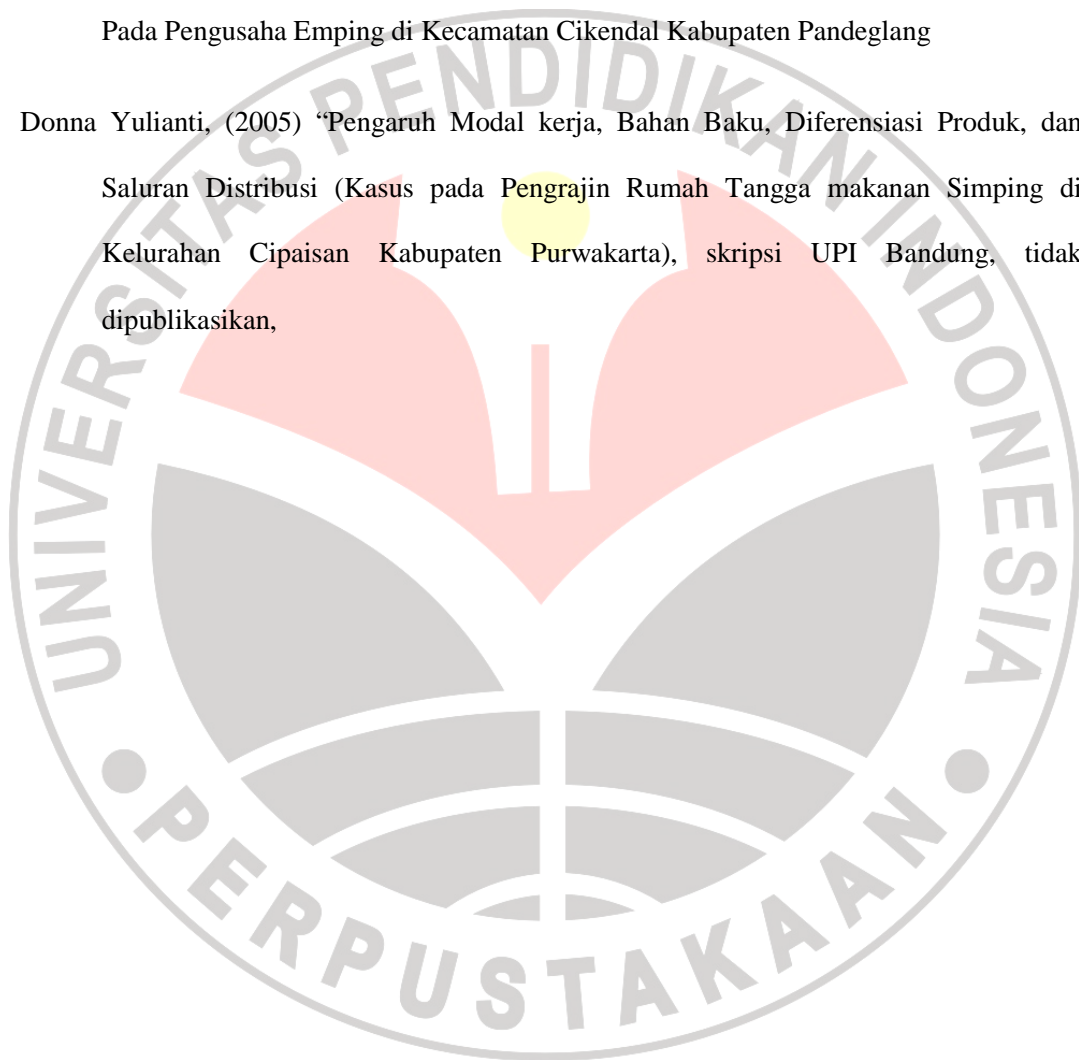 Pada Pengusaha Emping di Kecamatan Cikendal Kabupaten Pandeglang
Donna Yulianti, (2005) “Pengaruh Modal kerja, Bahan Baku, Diferensiasi Produk, dan
Saluran Distribusi (Kasus pada Pengrajin Rumah Tangga makanan Simping di
Kelurahan Cipaisan Kabupaten Purwakarta), skripsi UPI Bandung, tidak
dipublikasikan,
UNIVERSITAS PENDIDIKAN INDONESIA
PERPUSTAKAAN